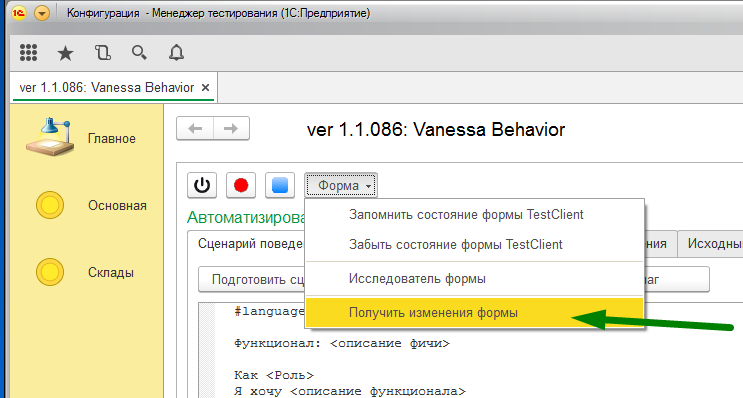 Конфигурация - Менеджер тестирования (1С:Предприятие)
ver 1.1.086: Vanessa Behavior ×
Главное
Основная
Склады
ver 1.1.086: Vanessa Behavior
Форма
Запомнить состояние формы TestClient
Забыть состояние формы TestClient
Исследователь формы
Получить изменения формы
Автоматизирова
Сценарий поведе
ения
Исходный
Подготовить сц
аг
#language
Функционал: <описание фичи>
Как <Роль>
Я хочу <описание функционала>